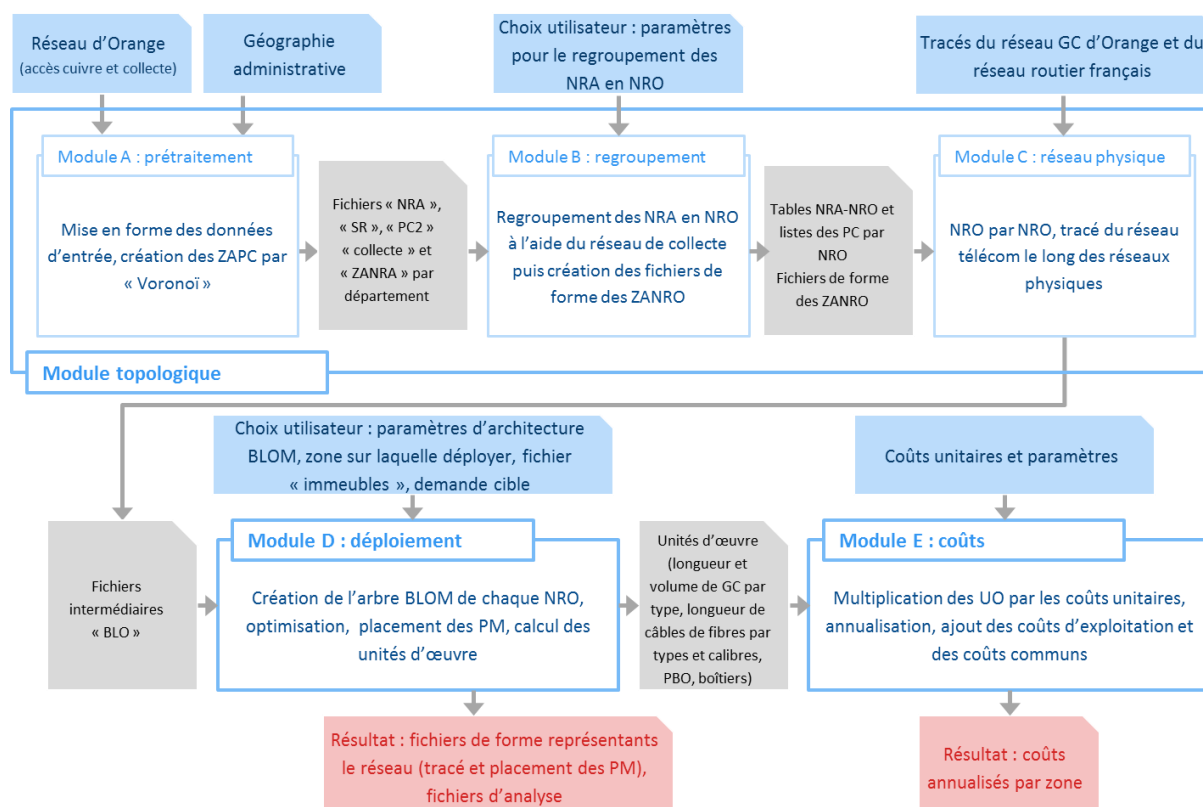 Réseau d’Orange
(accès cuivre et collecte)
Géographie
administrative
Choix utilisateur : paramètres
pour le regroupement des
NRA en NRO
Tracés du réseau GC d’Orange et du
réseau routier français
Module A : prétraitement
Mise en forme des données
d’entrée, création des ZAPC par
« Voronoï »
Fichiers « NRA »,
« SR », « PC2 »
« collecte » et
« ZANRA » par
département
Module B : regroupement
Regroupement des NRA en NRO
à l’aide du réseau de collecte
puis création des fichiers de
forme des ZANRO
Tables NRA-NRO et
listes des PC par
NRO
Fichiers de forme
des ZANRO
Module C : réseau physique
NRO par NRO, tracé du réseau
télécom le long des réseaux
physiques
Module topologique
Choix utilisateur : paramètres d’architecture
BLOM, zone sur laquelle déployer, fichier
« immeubles », demande cible
Coûts unitaires et paramètres
Fichiers
intermédiaires
« BLO »
Module D : déploiement
Création de l’arbre BLOM de chaque NRO,
optimisation, placement des PM, calcul des
unités d’œuvre
Unités d’œuvre
(longueur et
volume de GC par
type, longueur de
câbles de fibres par
types et calibres,
PBO, boîtiers)
Module E : coûts
Multiplication des UO par les coûts unitaires,
annualisation, ajout des coûts d’exploitation et
des coûts communs
Résultat : fichiers de forme représentants
le réseau (tracé et placement des PM),
fichiers d’analyse
Résultat : coûts
annualisés par zone